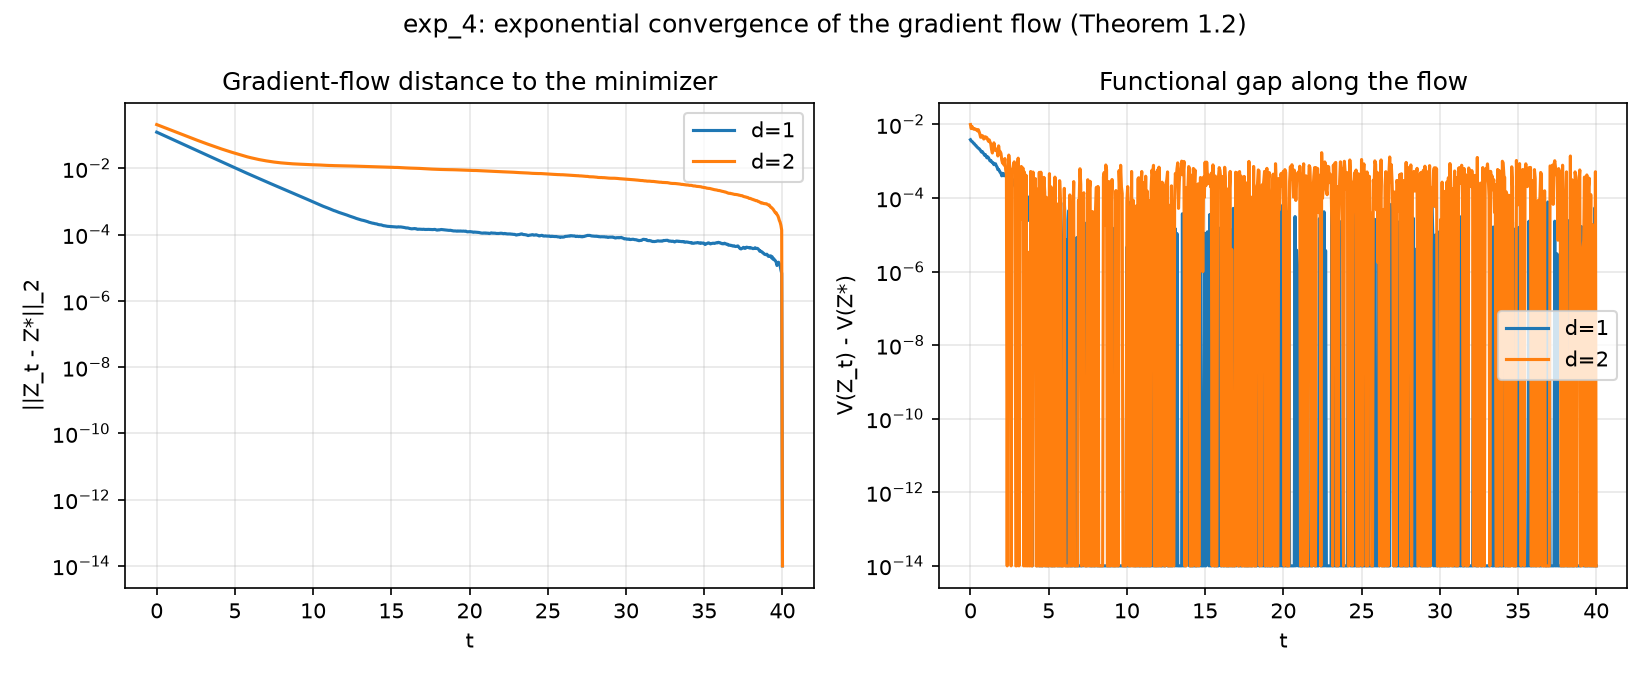 exp_4: exponential convergence of the gradient flow (Theorem 1.2)
Gradient-flow distance to the minimizer
||Z_t - Z*||_2
10⁻²
10⁻⁴
10⁻⁶
10⁻⁸
10⁻¹⁰
10⁻¹²
10⁻¹⁴
d=1
d=2
0 5 10 15 20 25 30 35 40
t
Functional gap along the flow
V(Z_t) - V(Z*)
10⁻²
10⁻⁴
10⁻⁶
10⁻⁸
10⁻¹⁰
10⁻¹²
10⁻¹⁴
d=1
d=2
0 5 10 15 20 25 30 35 40
t